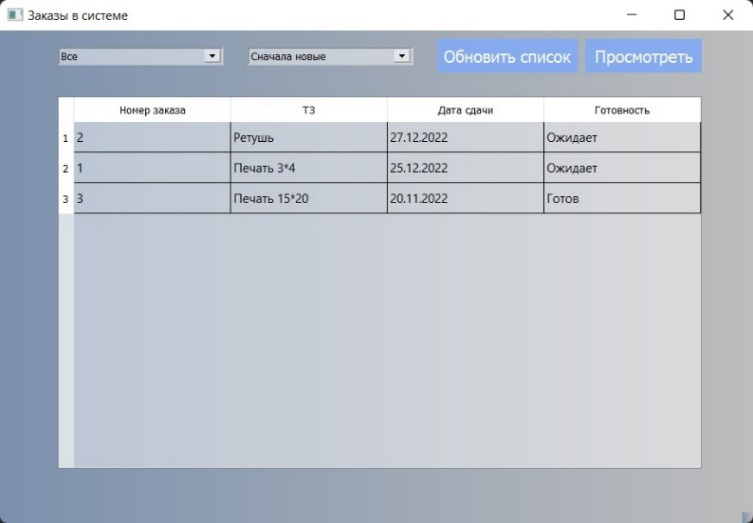 Заказы в системе
Все Сначала новые Обновить список Просмотреть
Номер заказа ТЗ Дата сдачи Готовность
1 2 Ретушь 27.12.2022 Ожидает
2 1 Печать 3*4 25.12.2022 Ожидает
3 3 Печать 15*20 20.11.2022 Готов